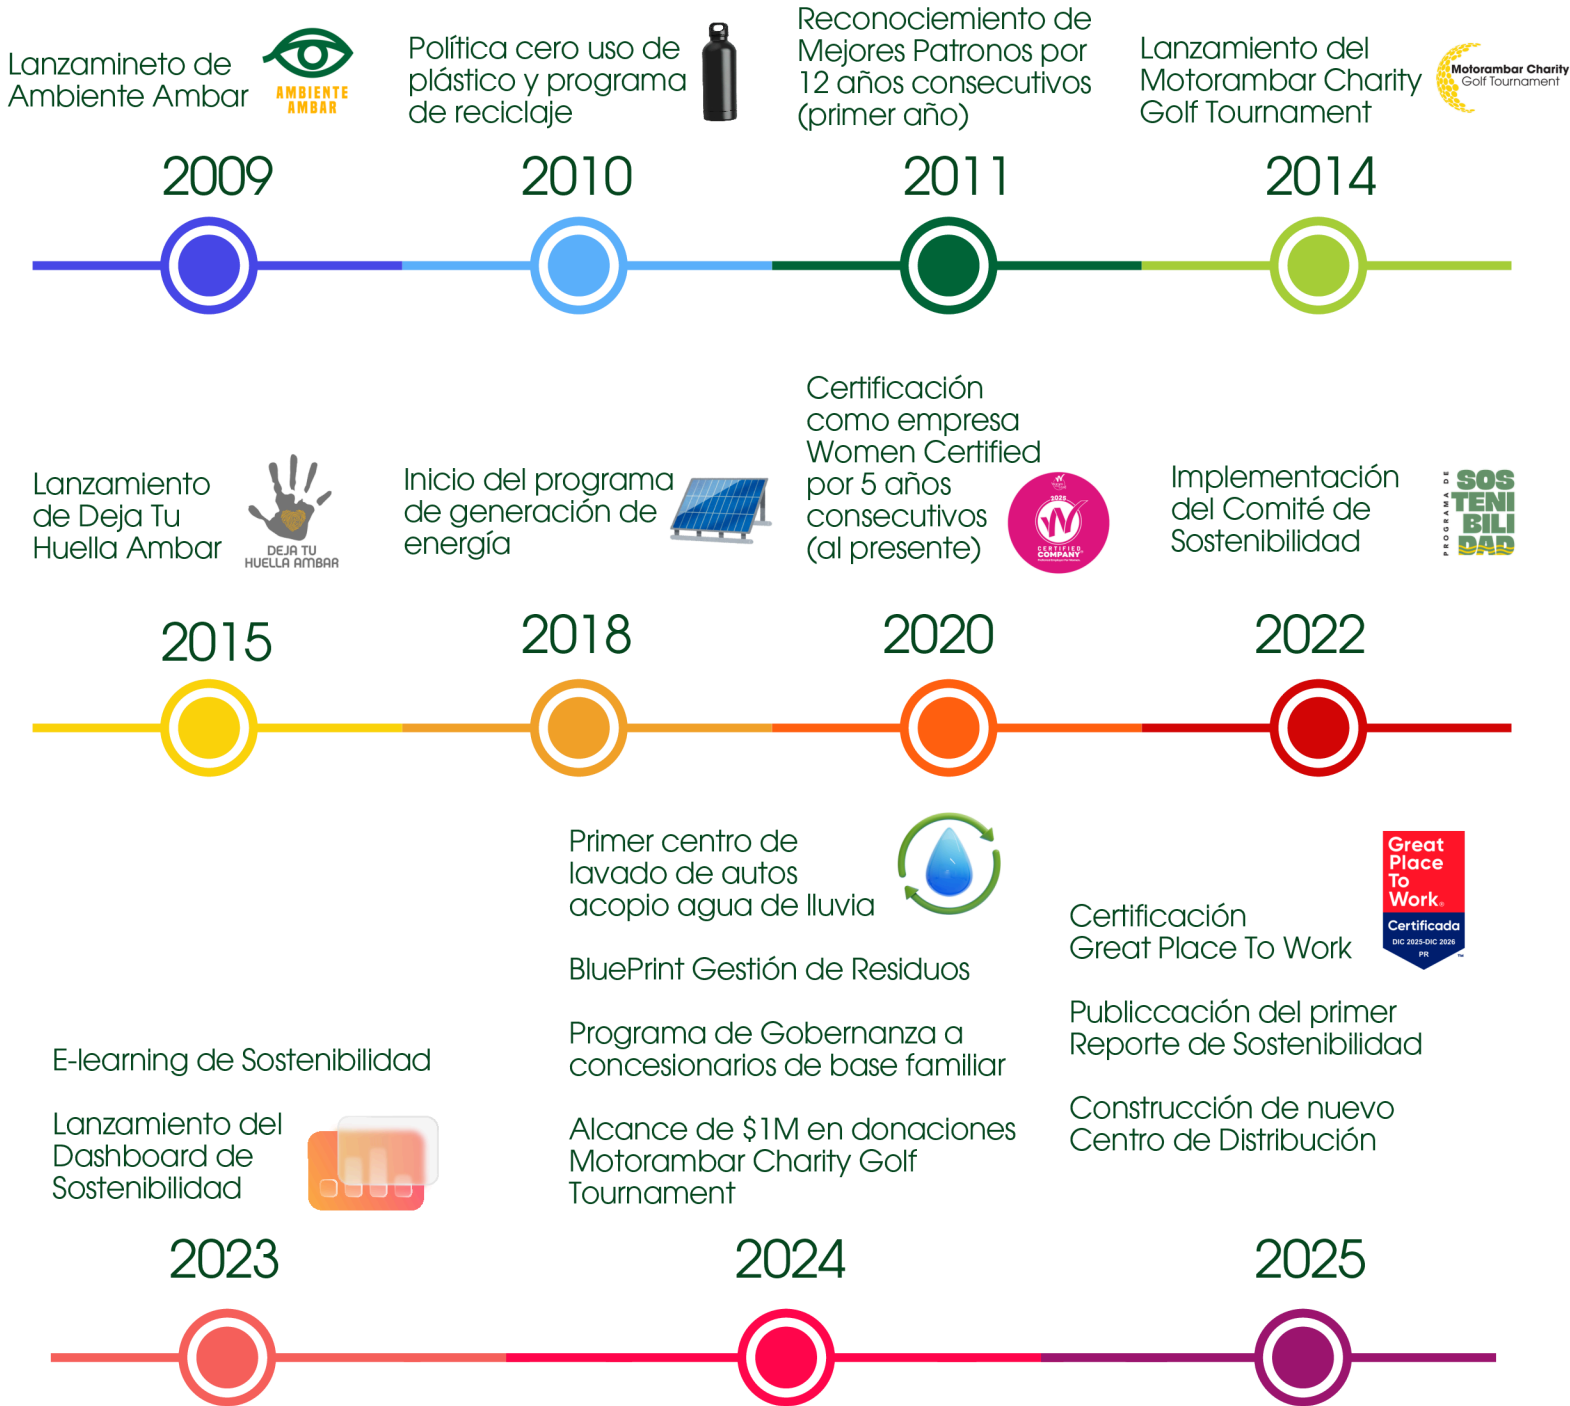 Lanzamineto de
Ambiente Ambar
AMBIENTE
AMBAR
2009
Política cero uso de
plástico y programa
de reciclaje
2010
Reconociemiento de
Mejores Patronos por
12 años consecutivos
(primer año)
2011
Lanzamiento del
Motorambar Charity
Golf Tournament
Motorambar Charity
Golf Tournament
2014
Lanzamiento
de Deja Tu
Huella Ambar
DEJA TU
HUELLA AMBAR
2015
Inicio del programa
de generación de
energía
2018
Certificación
como empresa
Women Certified
por 5 años
consecutivos
(al presente)
CERTIFIED
COMPANY
2020
Implementación
del Comité de
Sostenibilidad
PROGRAMA DE
SOS
TENI
BILI
DAD
2022
E-learning de Sostenibilidad
Lanzamiento del
Dashboard de
Sostenibilidad
2023
Primer centro de
lavado de autos
acopio agua de lluvia
BluePrint Gestión de Residuos
Programa de Gobernanza a
concesionarios de base familiar
Alcance de $1M en donaciones
Motorambar Charity Golf
Tournament
2024
Certificación
Great Place To Work
Great
Place
To
Work®
Certificada
DIC 2025-DIC 2026
PR
™
Publiccación del primer
Reporte de Sostenibilidad
Construcción de nuevo
Centro de Distribución
2025